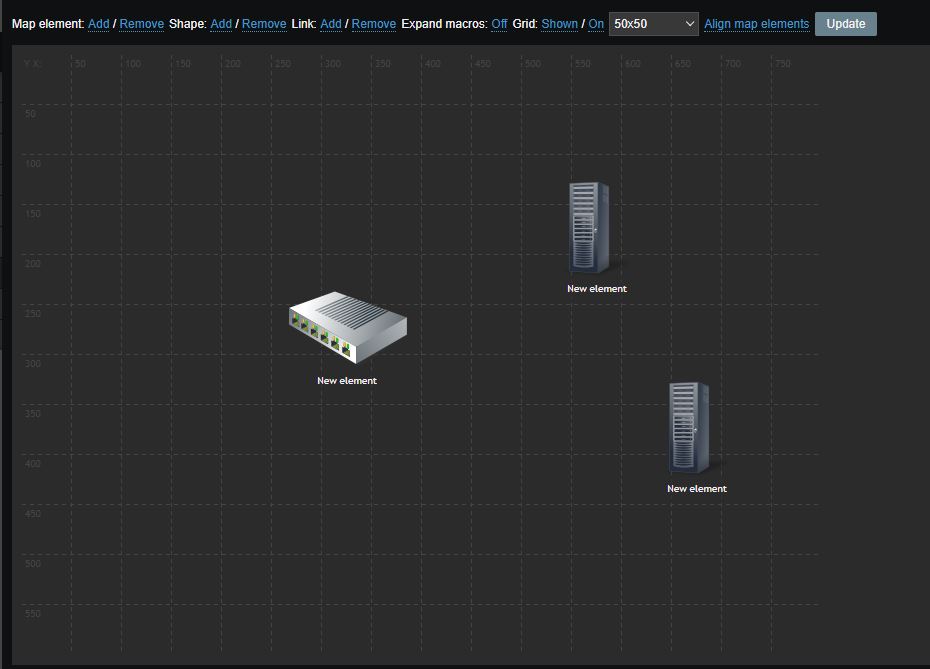 Map element: Add / Remove Shape: Add / Remove Link: Add / Remove Expand macros: Off Grid: Shown / On 50x50 Align map elements Update
Y X: 50 100 150 200 250 300 350 400 450 500 550 600 650 700 750
50
100
150
200
New element
250
300
New element
350
400
450
New element
500
550